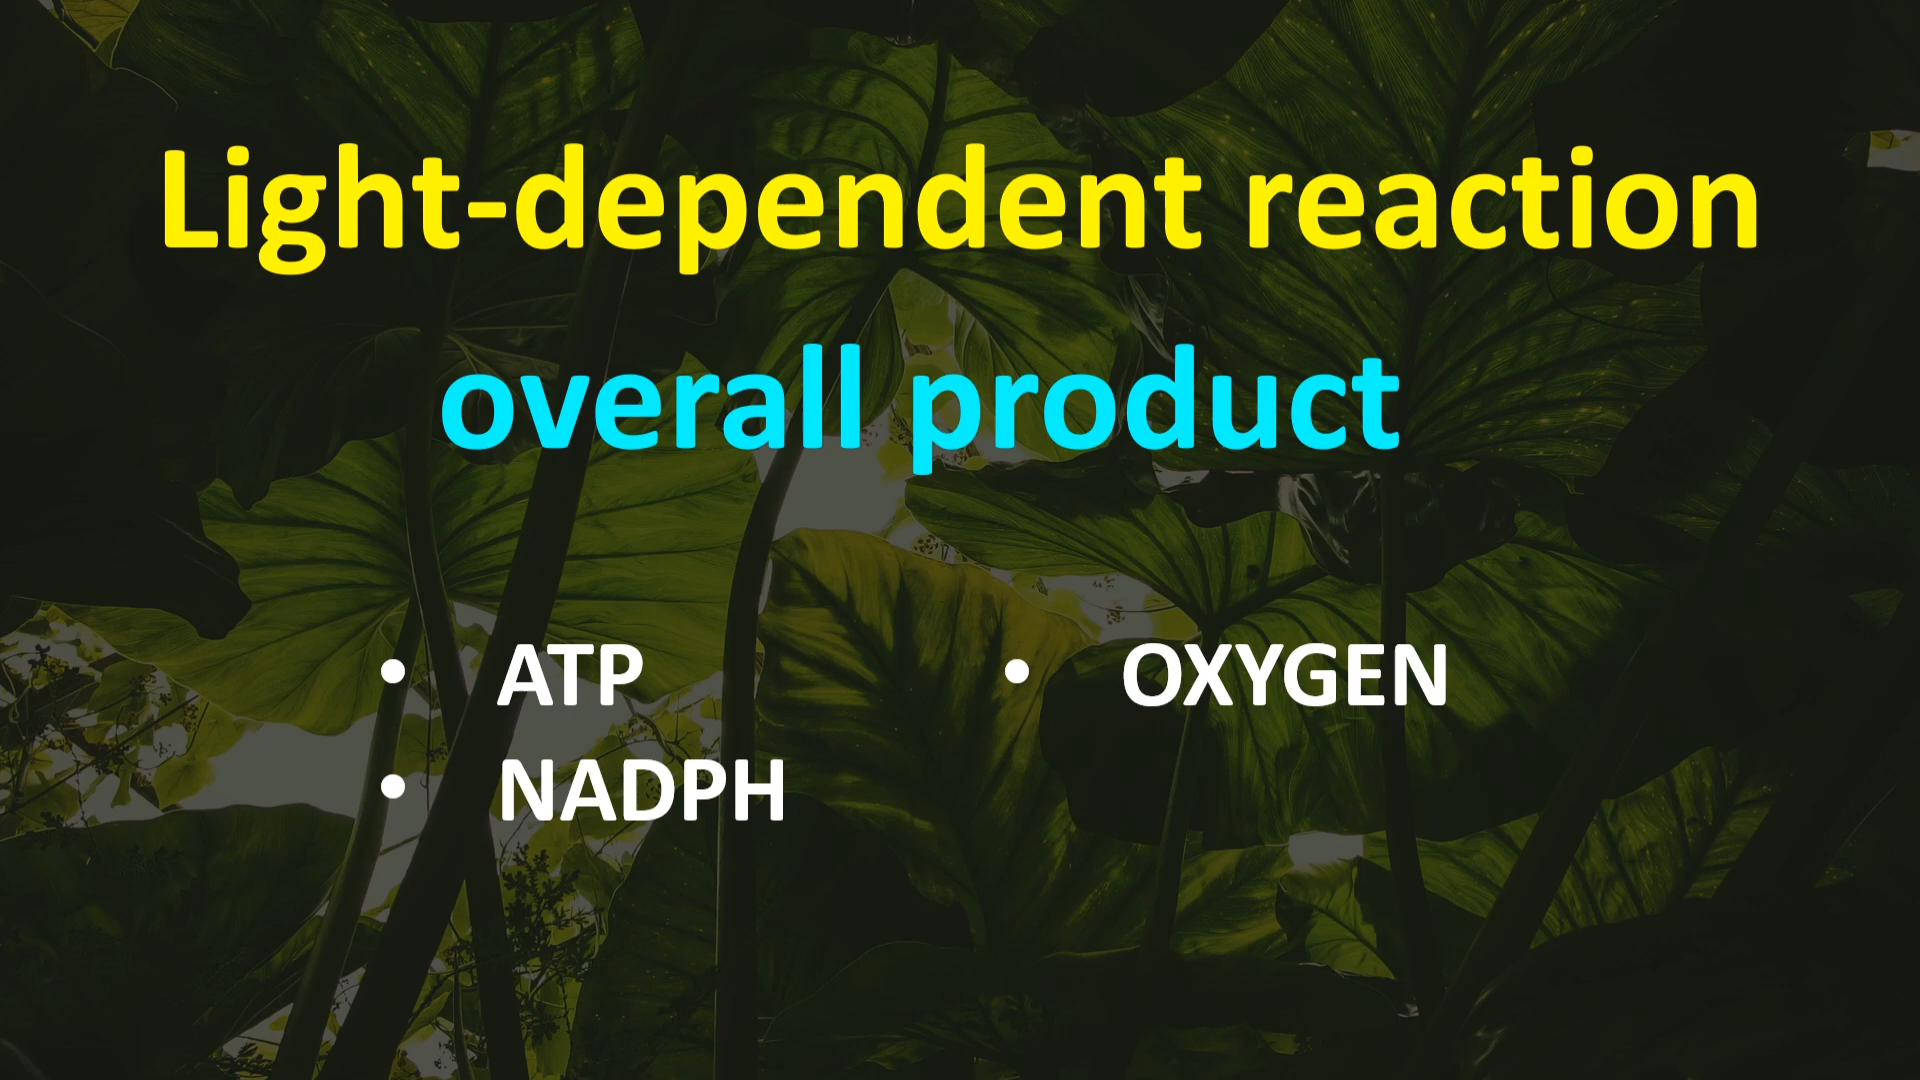 Light-dependent reaction
overall product
• ATP
• NADPH
• OXYGEN